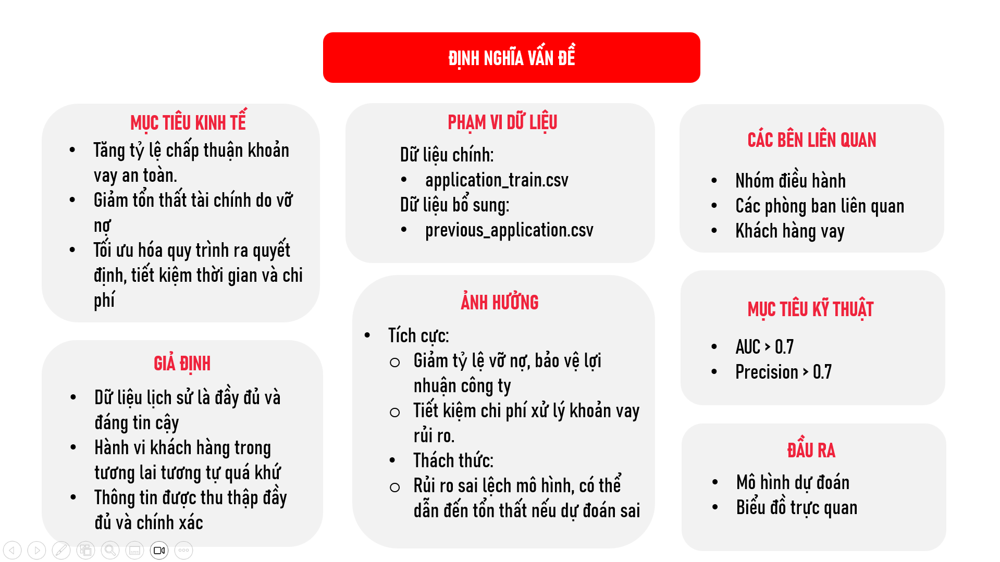 ĐỊNH NGHĨA VẤN ĐỀ
MỤC TIÊU KINH TẾ
• Tăng tỷ lệ chấp thuận khoản
vay an toàn.
• Giảm tổn thất tài chính do vỡ
nợ
• Tối ưu hóa quy trình ra quyết
định, tiết kiệm thời gian và chi
phí
GIẢ ĐỊNH
• Dữ liệu lịch sử là đầy đủ và
đáng tin cậy
• Hành vi khách hàng trong
tương lai tương tự quá khứ
• Thông tin được thu thập đầy
đủ và chính xác
PHẠM VI DỮ LIỆU
Dữ liệu chính:
• application_train.csv
Dữ liệu bổ sung:
• previous_application.csv
ẢNH HƯỞNG
• Tích cực:
o Giảm tỷ lệ vỡ nợ, bảo vệ lợi
nhuận công ty
o Tiết kiệm chi phí xử lý khoản vay
rủi ro.
• Thách thức:
o Rủi ro sai lệch mô hình, có thể
dẫn đến tổn thất nếu dự đoán sai
CÁC BÊN LIÊN QUAN
• Nhóm điều hành
• Các phòng ban liên quan
• Khách hàng vay
MỤC TIÊU KỸ THUẬT
• AUC > 0.7
• Precision > 0.7
ĐẦU RA
• Mô hình dự đoán
• Biểu đồ trực quan